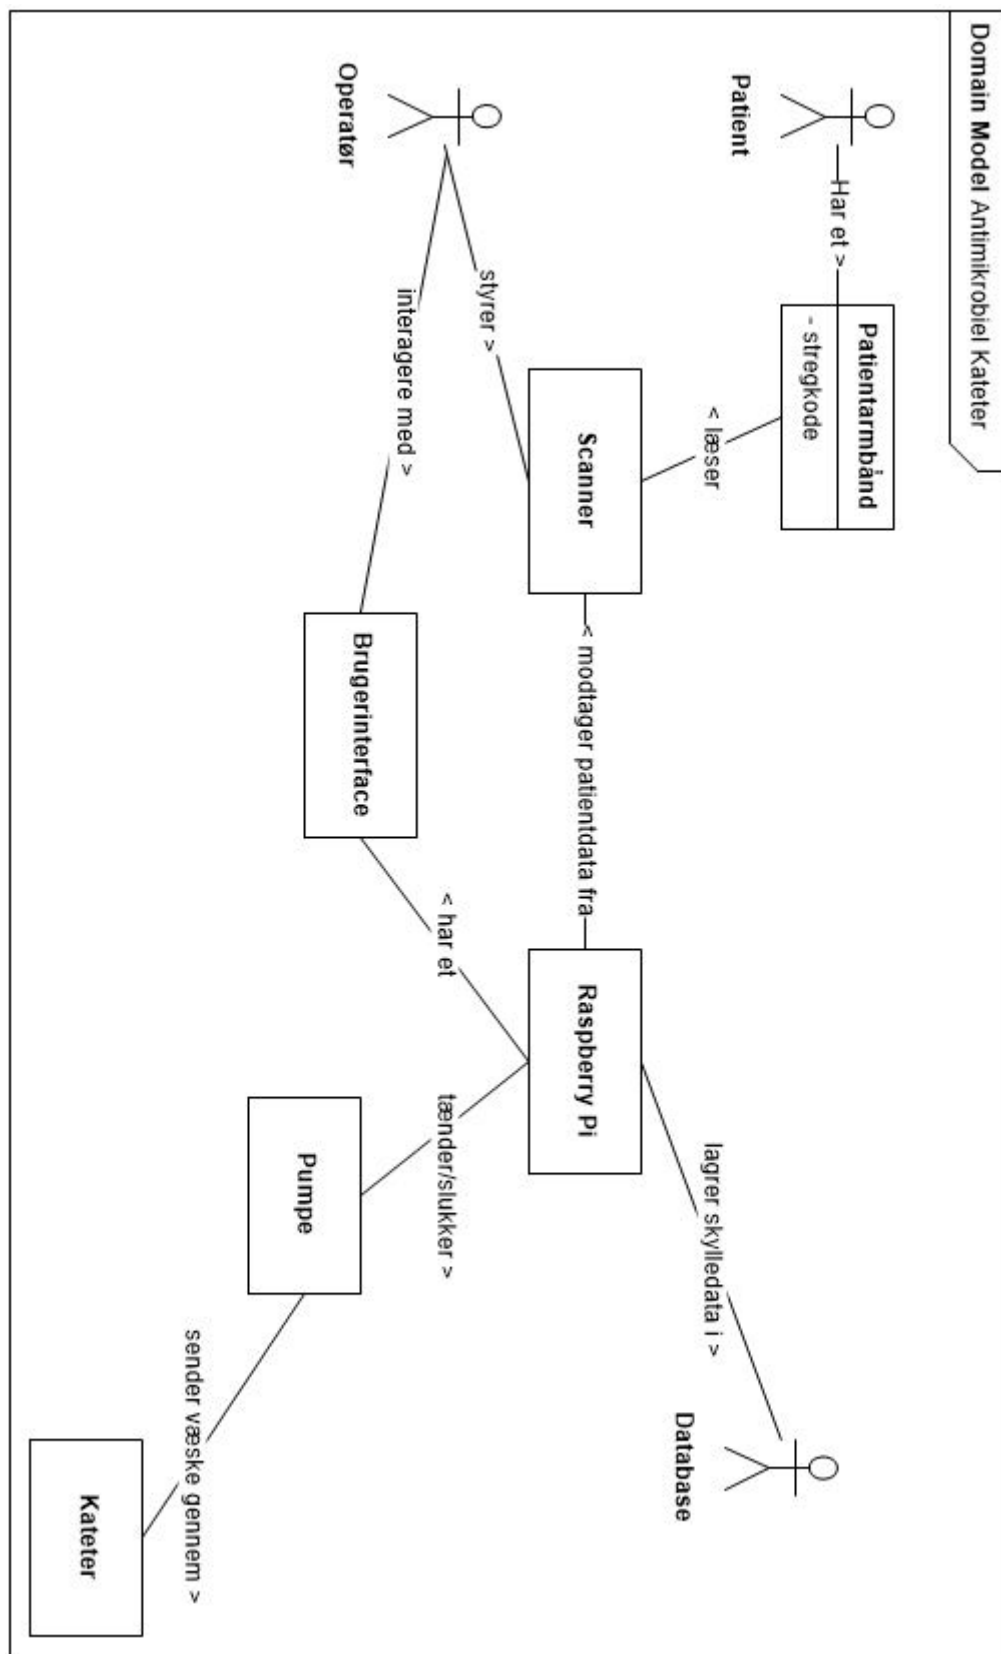 Domain Model Antimikrobiel Kateter
Patient
Har et >
Patientarmbånd
- stregkode
< læser
lagrer skylledata i >
Database
Scanner
< modtager patientdata fra
Raspberry Pi
Operatør
styrer >
interagere med >
Brugerinterface
< har et
tænder/slukker >
Pumpe
sender væske gennem >
Kateter